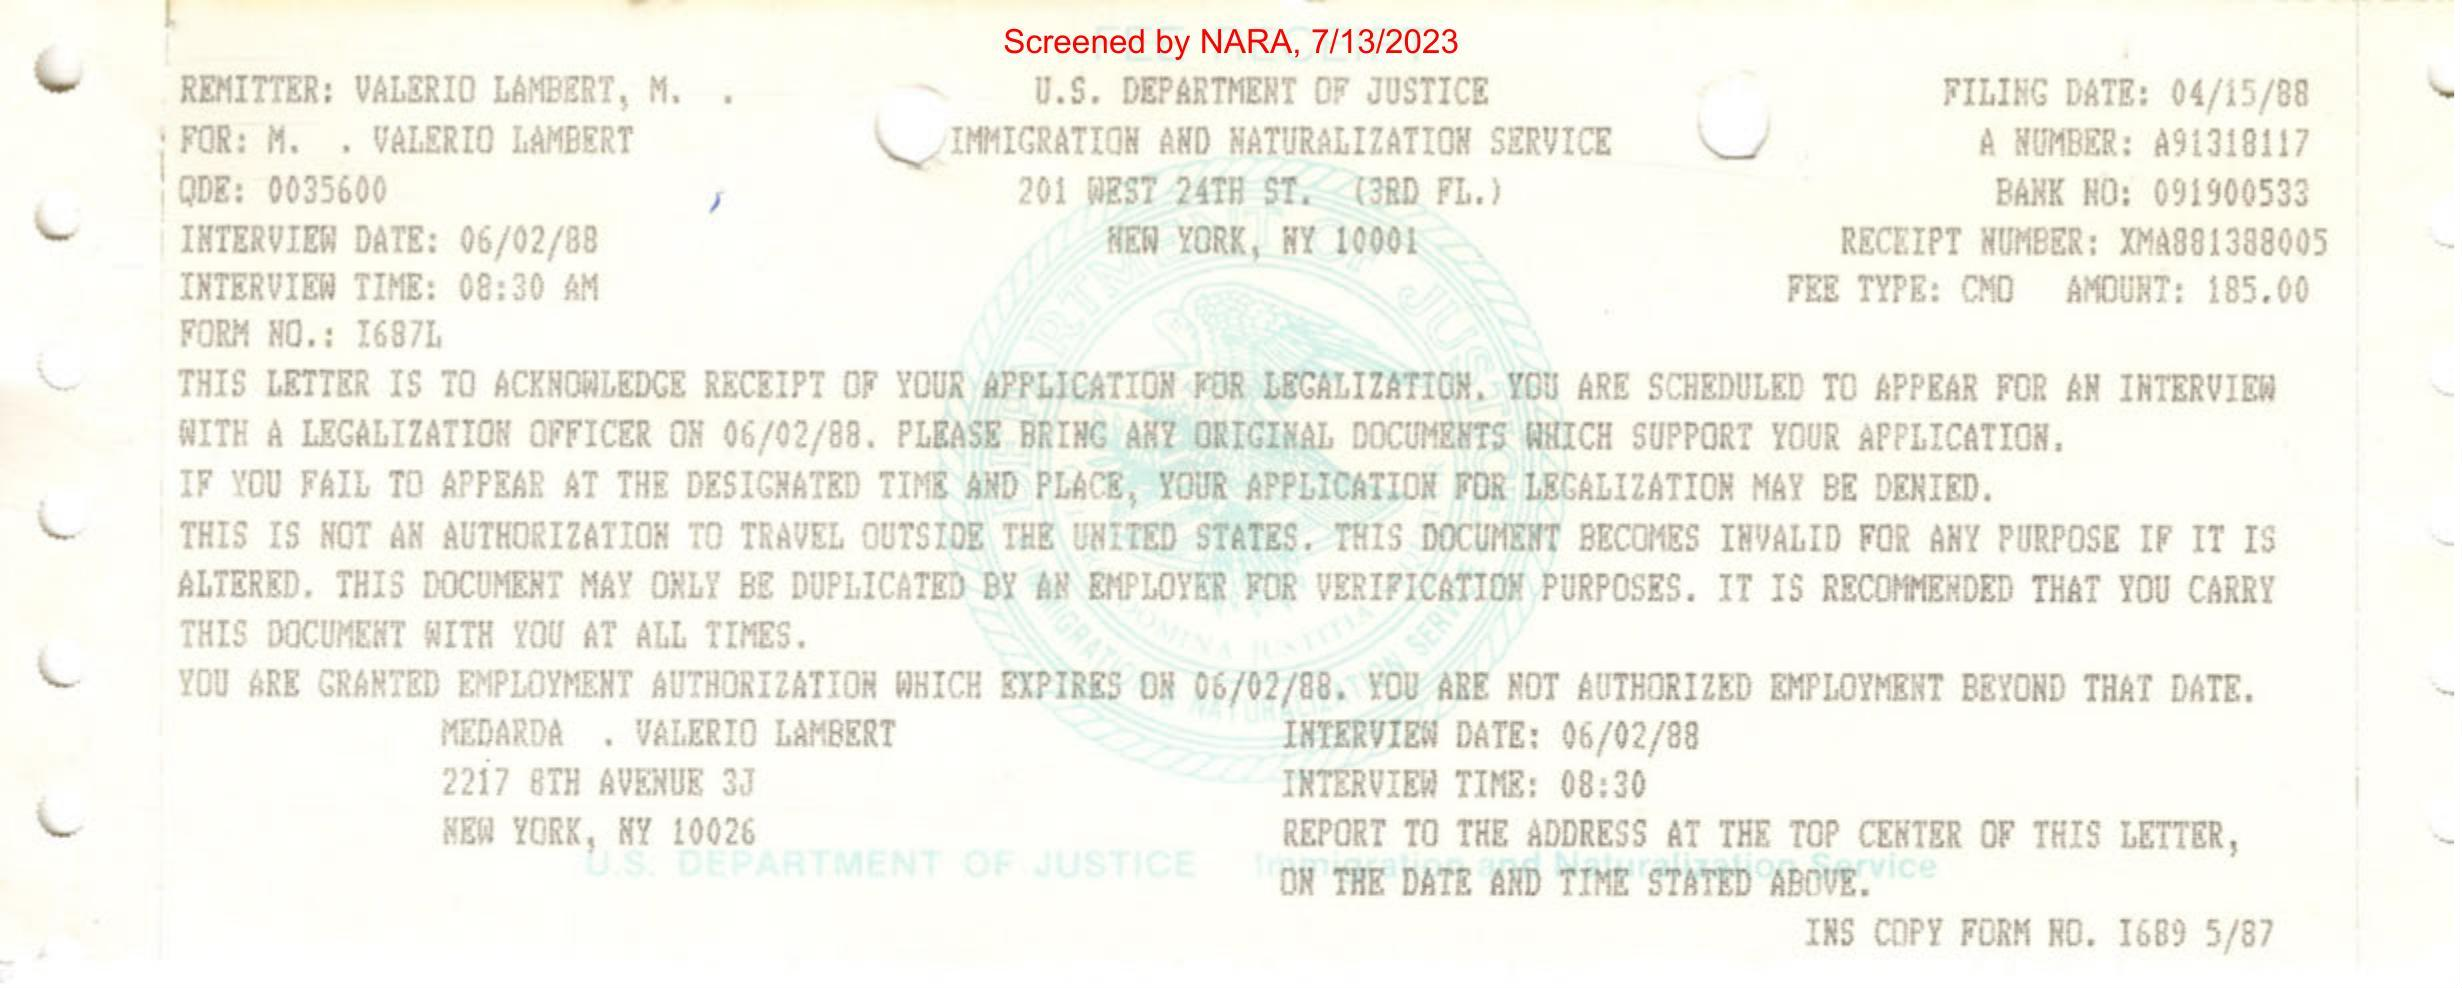 Screened by NARA, 7/13/2023
REMITTER: VALERIO LAMBERT, M.  .
FOR: M.  . VALERIO LAMBERT
QDE: 0035600
INTERVIEW DATE: 06/02/88
INTERVIEW TIME: 08:30 AM
FORM NO.: I687L
U.S. DEPARTMENT OF JUSTICE
IMMIGRATION AND NATURALIZATION SERVICE
201 WEST 24TH ST.  (3RD FL.)
NEW YORK, NY 10001
FILING DATE: 04/15/88
A NUMBER: A91318117
BANK NO: 091900533
RECEIPT NUMBER: XMA881388005
FEE TYPE: CMO  AMOUNT: 185.00
THIS LETTER IS TO ACKNOWLEDGE RECEIPT OF YOUR APPLICATION FOR LEGALIZATION. YOU ARE SCHEDULED TO APPEAR FOR AN INTERVIEW
WITH A LEGALIZATION OFFICER ON 06/02/88. PLEASE BRING ANY ORIGINAL DOCUMENTS WHICH SUPPORT YOUR APPLICATION.
IF YOU FAIL TO APPEAR AT THE DESIGNATED TIME AND PLACE, YOUR APPLICATION FOR LEGALIZATION MAY BE DENIED.
THIS IS NOT AN AUTHORIZATION TO TRAVEL OUTSIDE THE UNITED STATES. THIS DOCUMENT BECOMES INVALID FOR ANY PURPOSE IF IT IS
ALTERED. THIS DOCUMENT MAY ONLY BE DUPLICATED BY AN EMPLOYER FOR VERIFICATION PURPOSES. IT IS RECOMMENDED THAT YOU CARRY
THIS DOCUMENT WITH YOU AT ALL TIMES.
YOU ARE GRANTED EMPLOYMENT AUTHORIZATION WHICH EXPIRES ON 06/02/88. YOU ARE NOT AUTHORIZED EMPLOYMENT BEYOND THAT DATE.
MEDARDA  . VALERIO LAMBERT
2217 8TH AVENUE 3J
NEW YORK, NY 10026
INTERVIEW DATE: 06/02/88
INTERVIEW TIME: 08:30
REPORT TO THE ADDRESS AT THE TOP CENTER OF THIS LETTER,
ON THE DATE AND TIME STATED ABOVE.
U.S. DEPARTMENT OF JUSTICE  Immigration and Naturalization Service
INS COPY FORM NO. I689 5/87